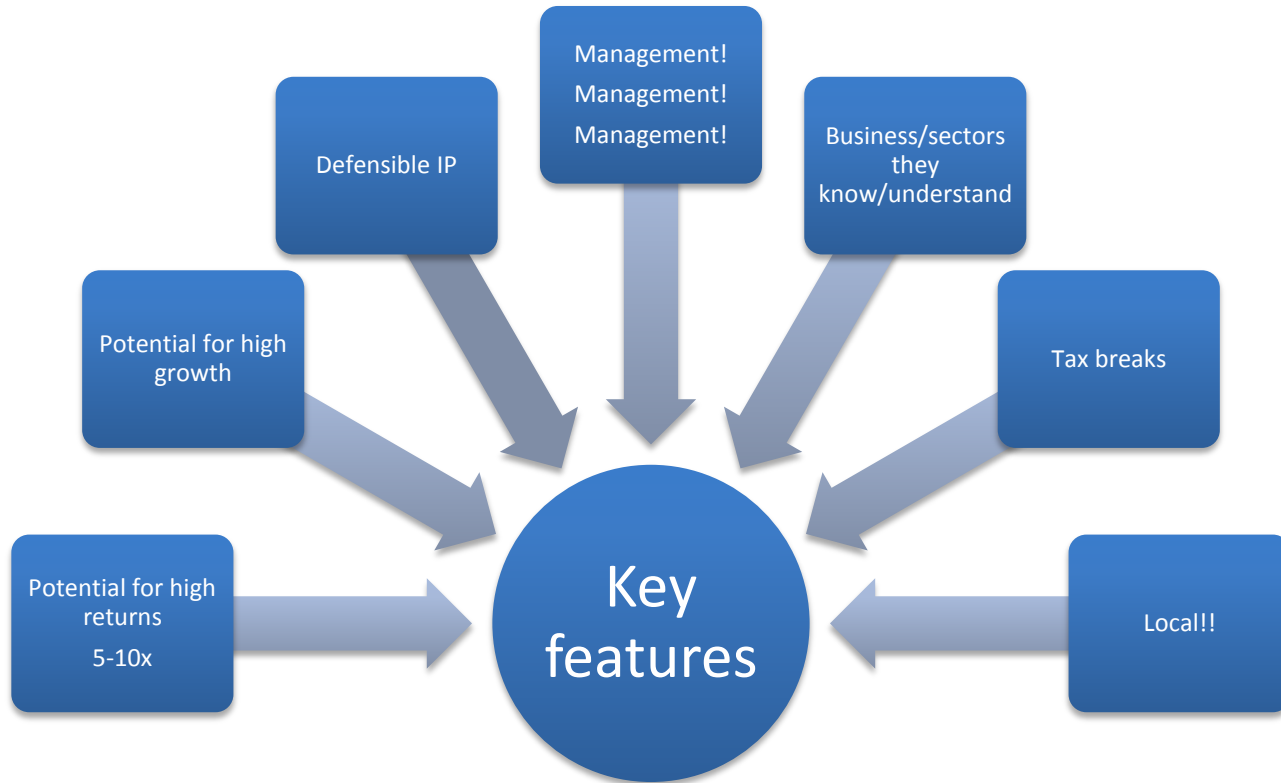 Management!
Management!
Management!
Defensible IP
Business/sectors
they
know/understand
Potential for high
growth
Tax breaks
Potential for high
returns
5-10x
Key
features
Local!!